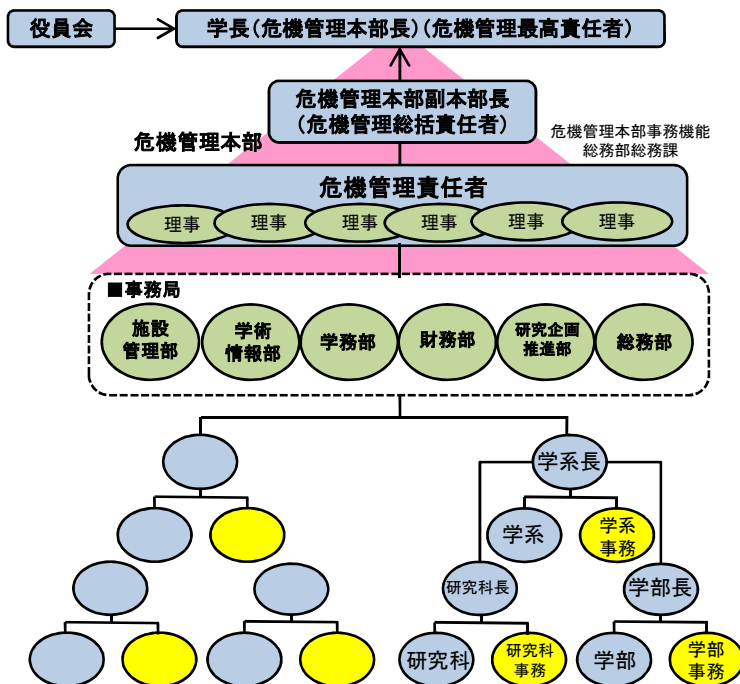 役員会
学長(危機管理本部長)(危機管理最高責任者)
危機管理本部副本部長
(危機管理総括責任者)
危機管理本部
危機管理本部事務機能
総務部総務課
危機管理責任者
理事
理事
理事
理事
理事
理事
■事務局
施設
管理部
学術
情報部
学務部
財務部
研究企画
推進部
総務部
学系長
学系
学系
事務
研究科長
学部長
研究科
研究科
事務
学部
学部
事務